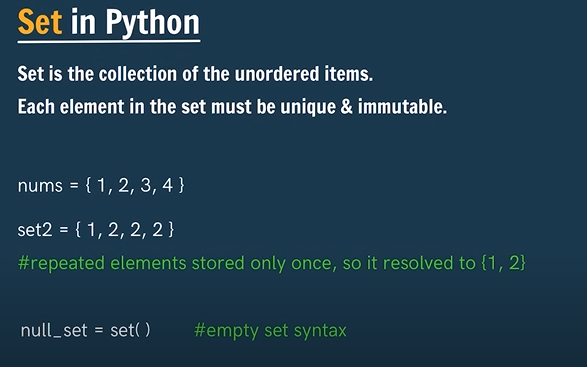 Set in Python
Set is the collection of the unordered items.
Each element in the set must be unique & immutable.
nums = { 1, 2, 3, 4 }
set2 = { 1, 2, 2, 2 }
#repeated elements stored only once, so it resolved to {1, 2}
null_set = set( ) #empty set syntax